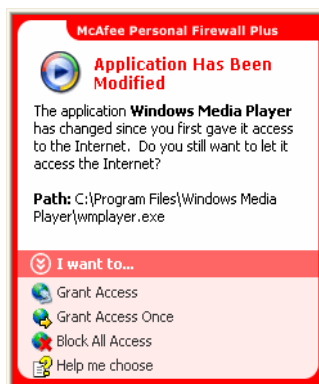 McAfee Personal Firewall Plus
Application Has Been
Modified
The application Windows Media Player
has changed since you first gave it access
to the Internet. Do you still want to let it
access the Internet?
Path: C:\Program Files\Windows Media
Player\wmplayer.exe
I want to...
Grant Access
Grant Access Once
Block All Access
Help me choose